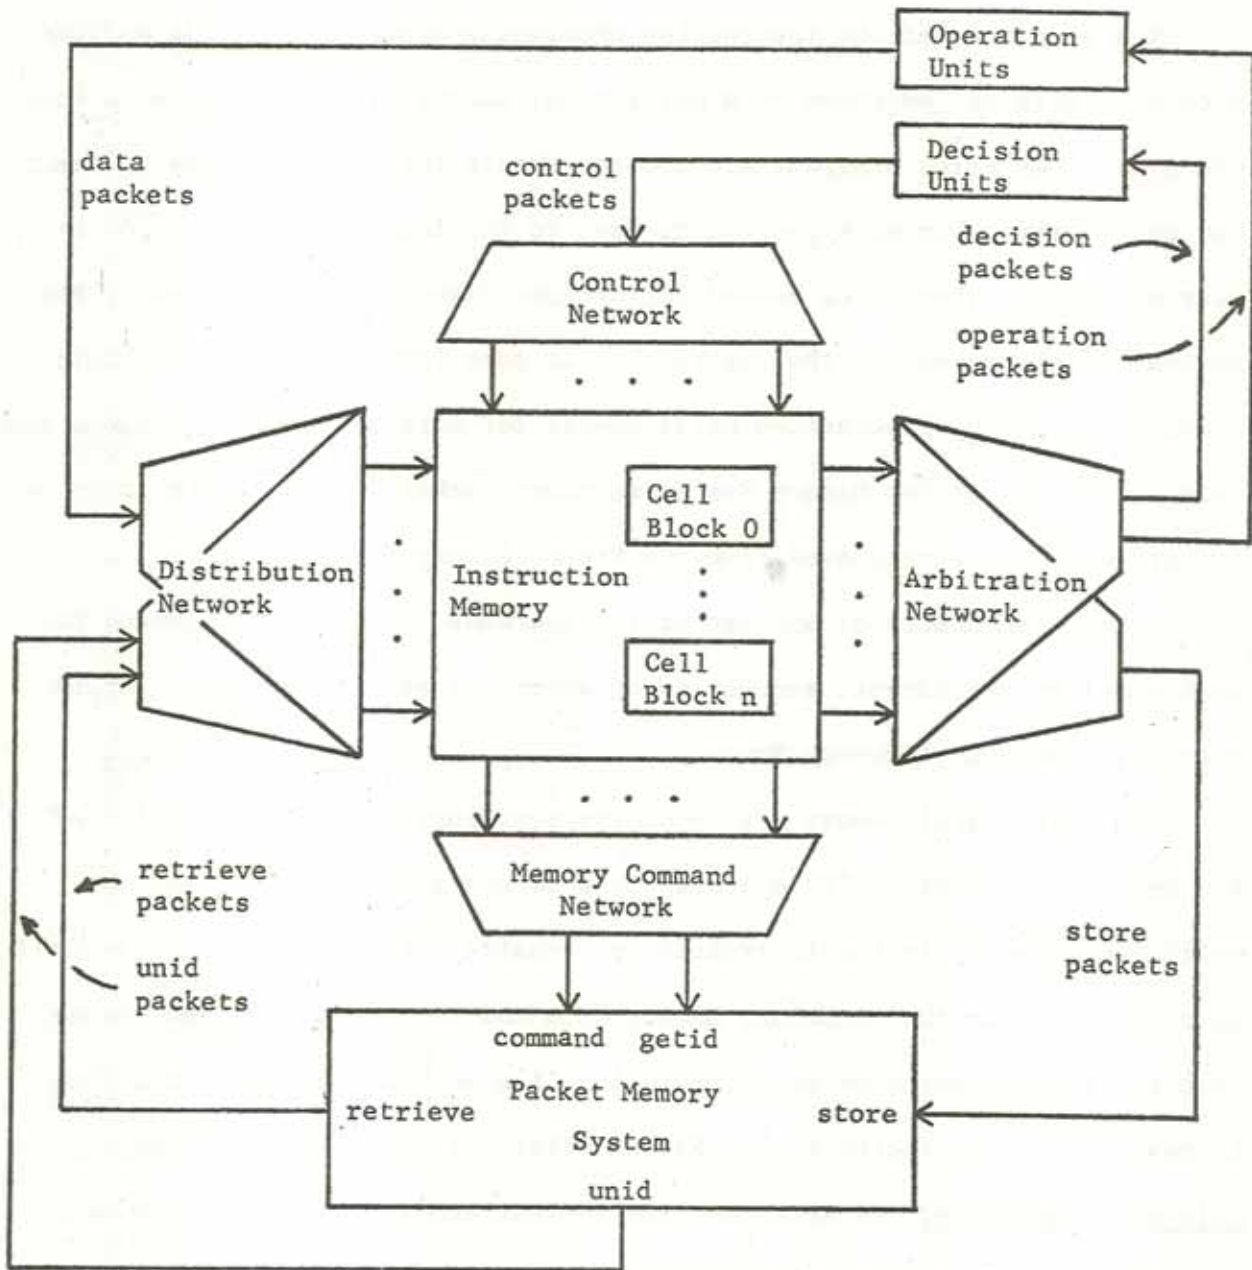 Operation
Units
data
packets
control
packets
Decision
Units
decision
packets
Control
Network
operation
packets
Cell
Block 0
Distribution
Network
Instruction
Memory
Arbitration
Network
Cell
Block n
retrieve
packets
Memory Command
Network
unid
packets
store
packets
command getid
Packet Memory
retrieve
store
System
unid